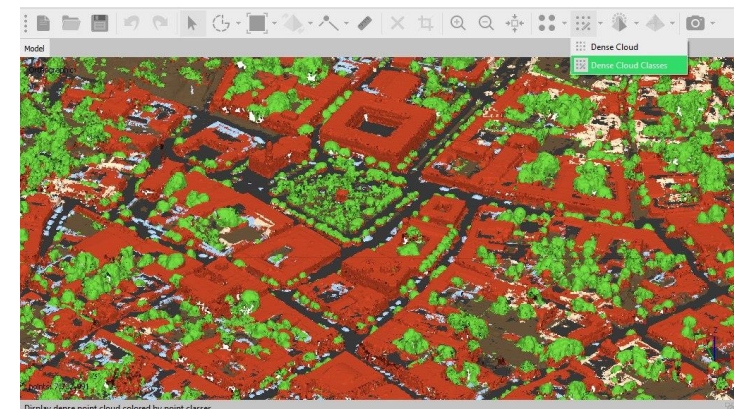 Model
Dense Cloud
Dense Cloud Classes
Display dense point cloud colored by point classes